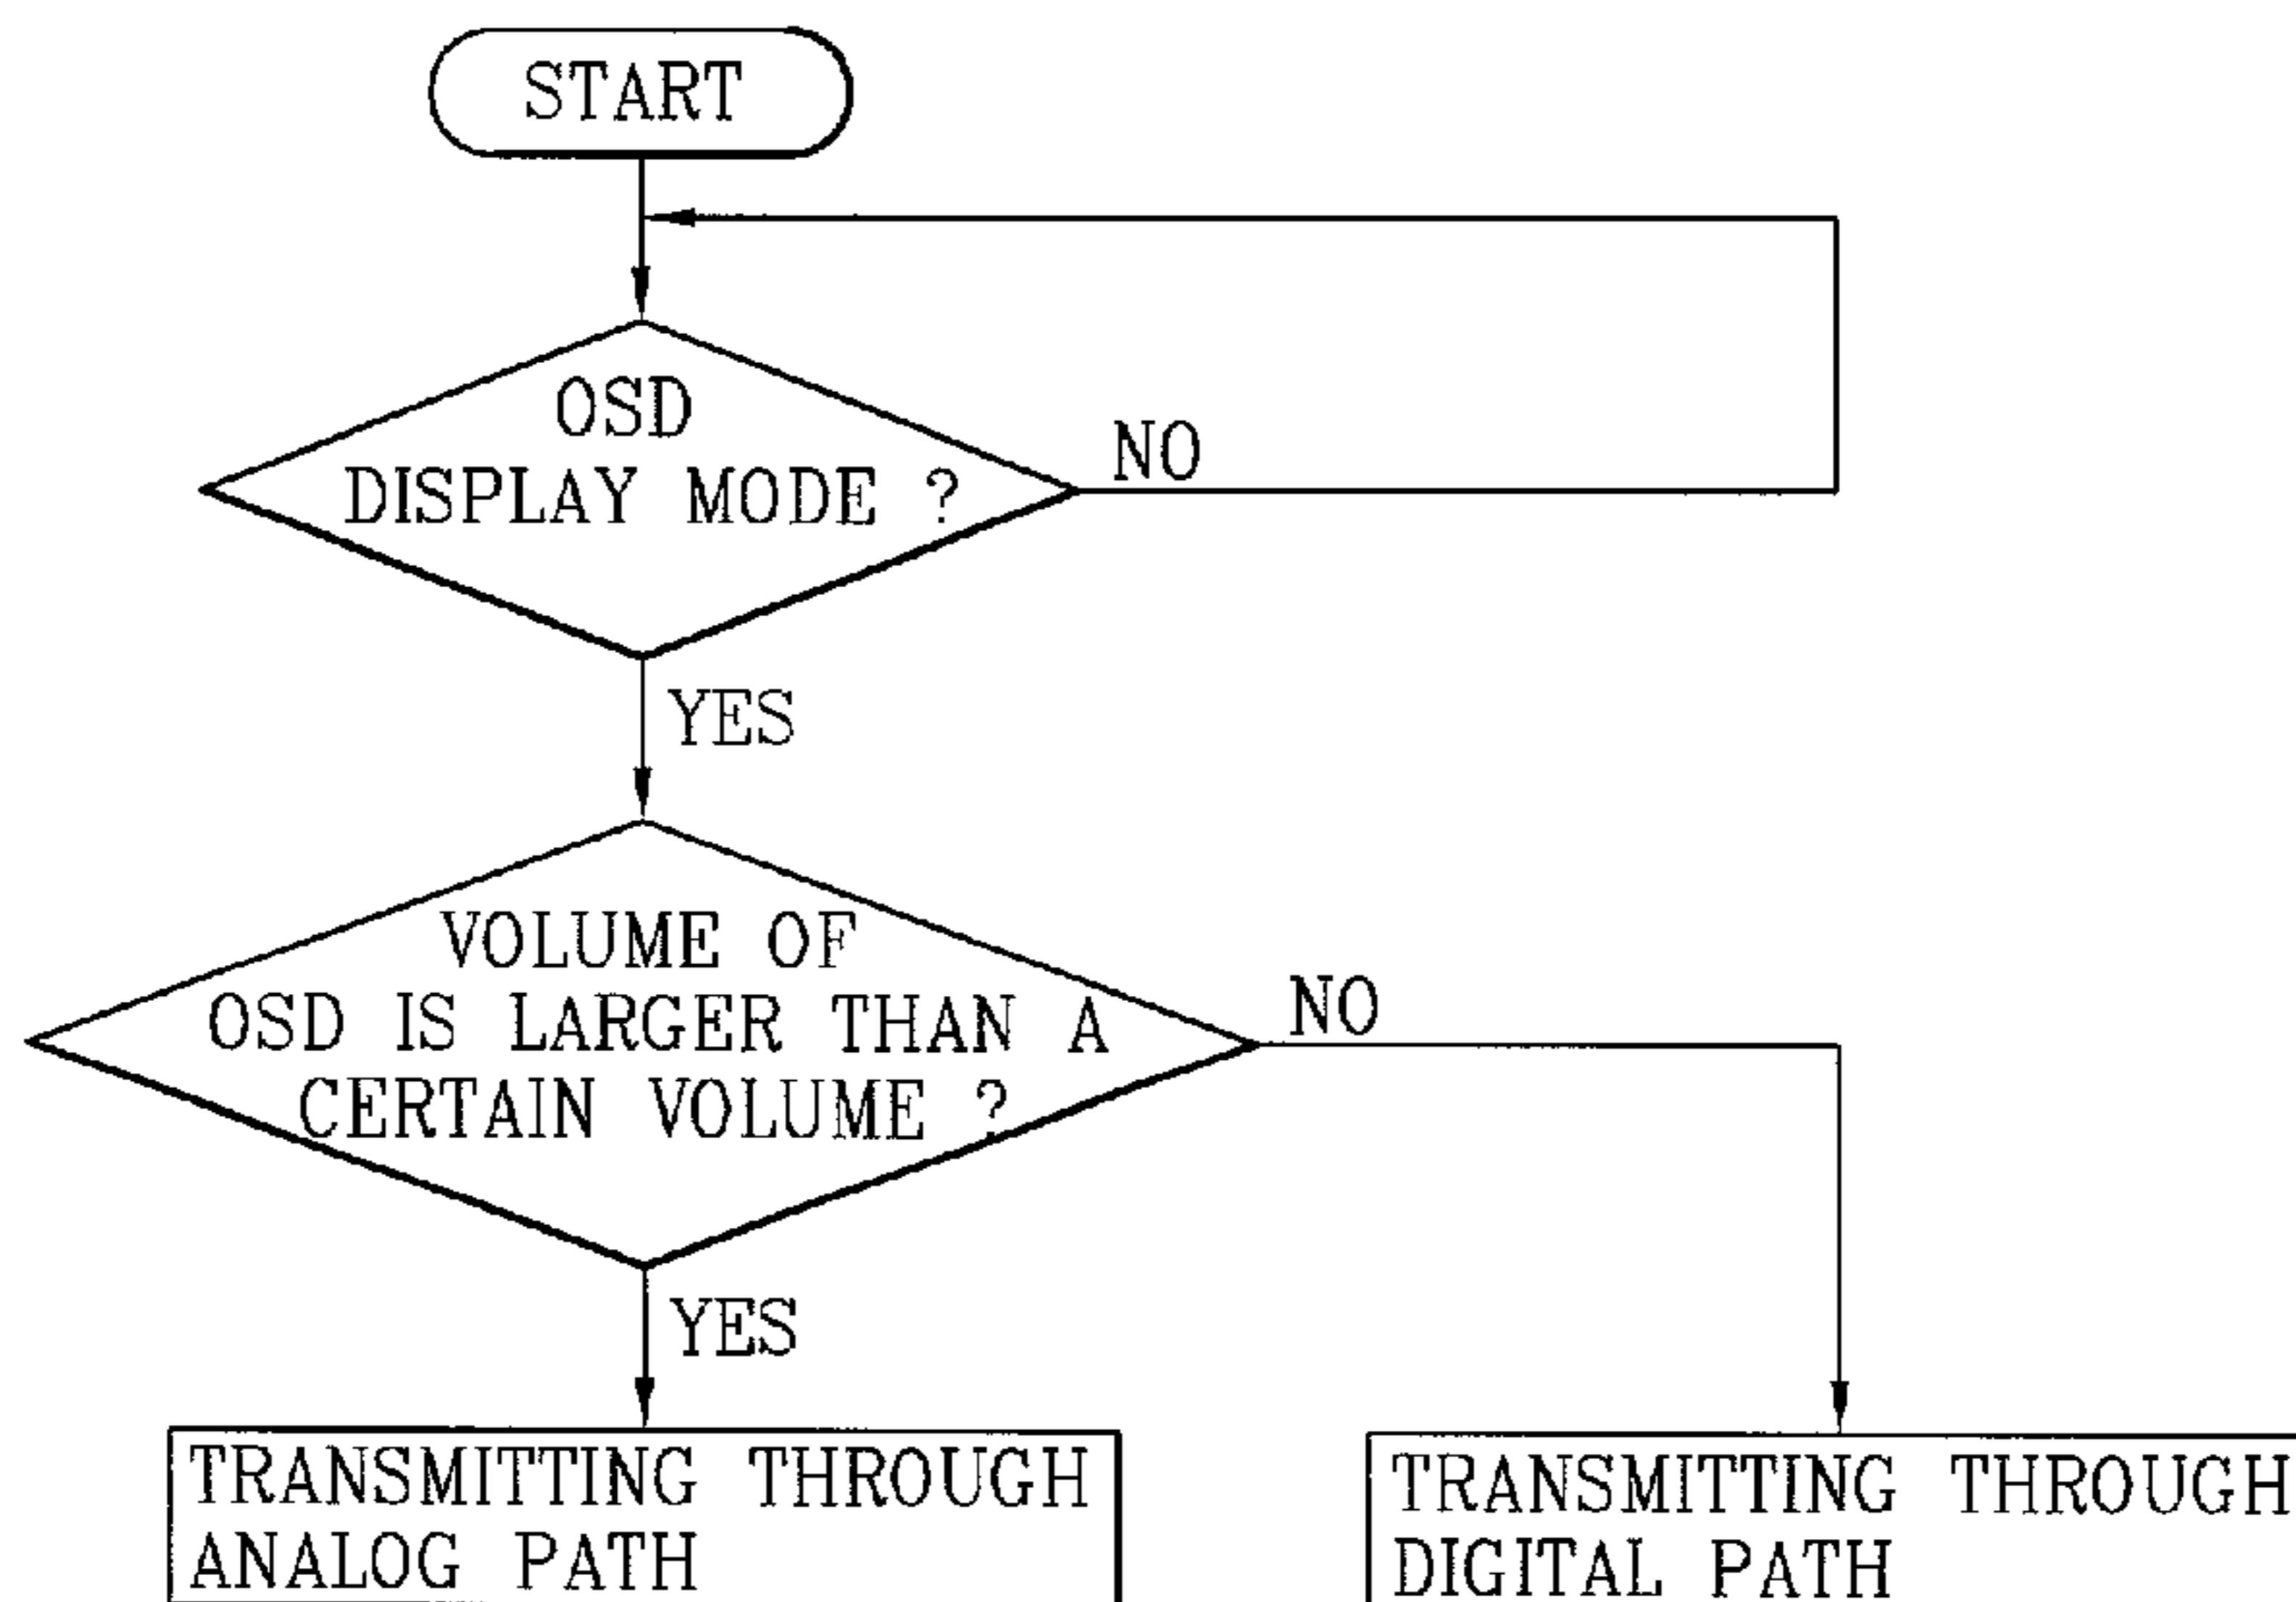 START
OSD
DISPLAY MODE ?
NO
YES
VOLUME OF
OSD IS LARGER THAN A
CERTAIN VOLUME ?
NO
YES
TRANSMITTING THROUGH
ANALOG PATH
TRANSMITTING THROUGH
DIGITAL PATH